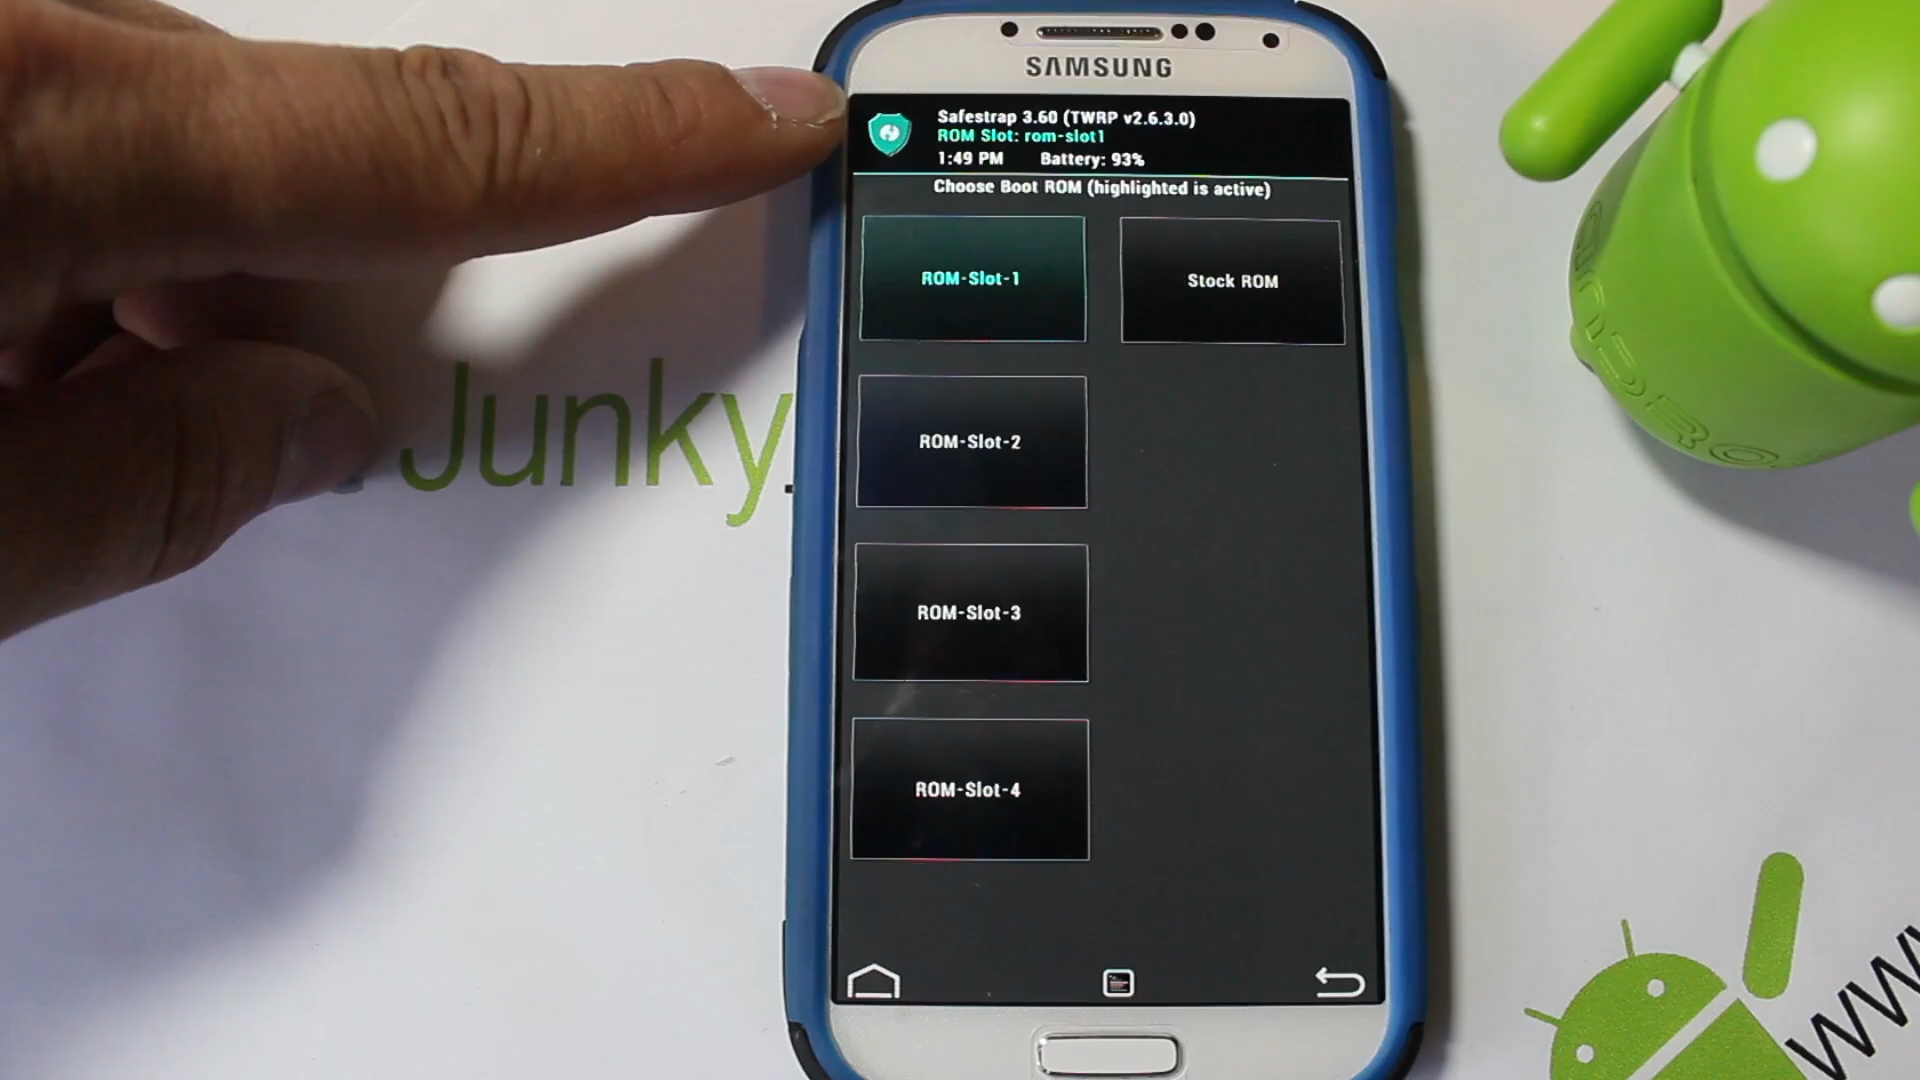 SAMSUNG
Safestrap 3.60 (TWRP v2.6.3.0)
ROM Slot: rom-slot1
1:49 PM Battery: 93%
Choose Boot ROM (highlighted is active)
ROM-Slot-1
Stock ROM
ROM-Slot-2
ROM-Slot-3
ROM-Slot-4
Junky.